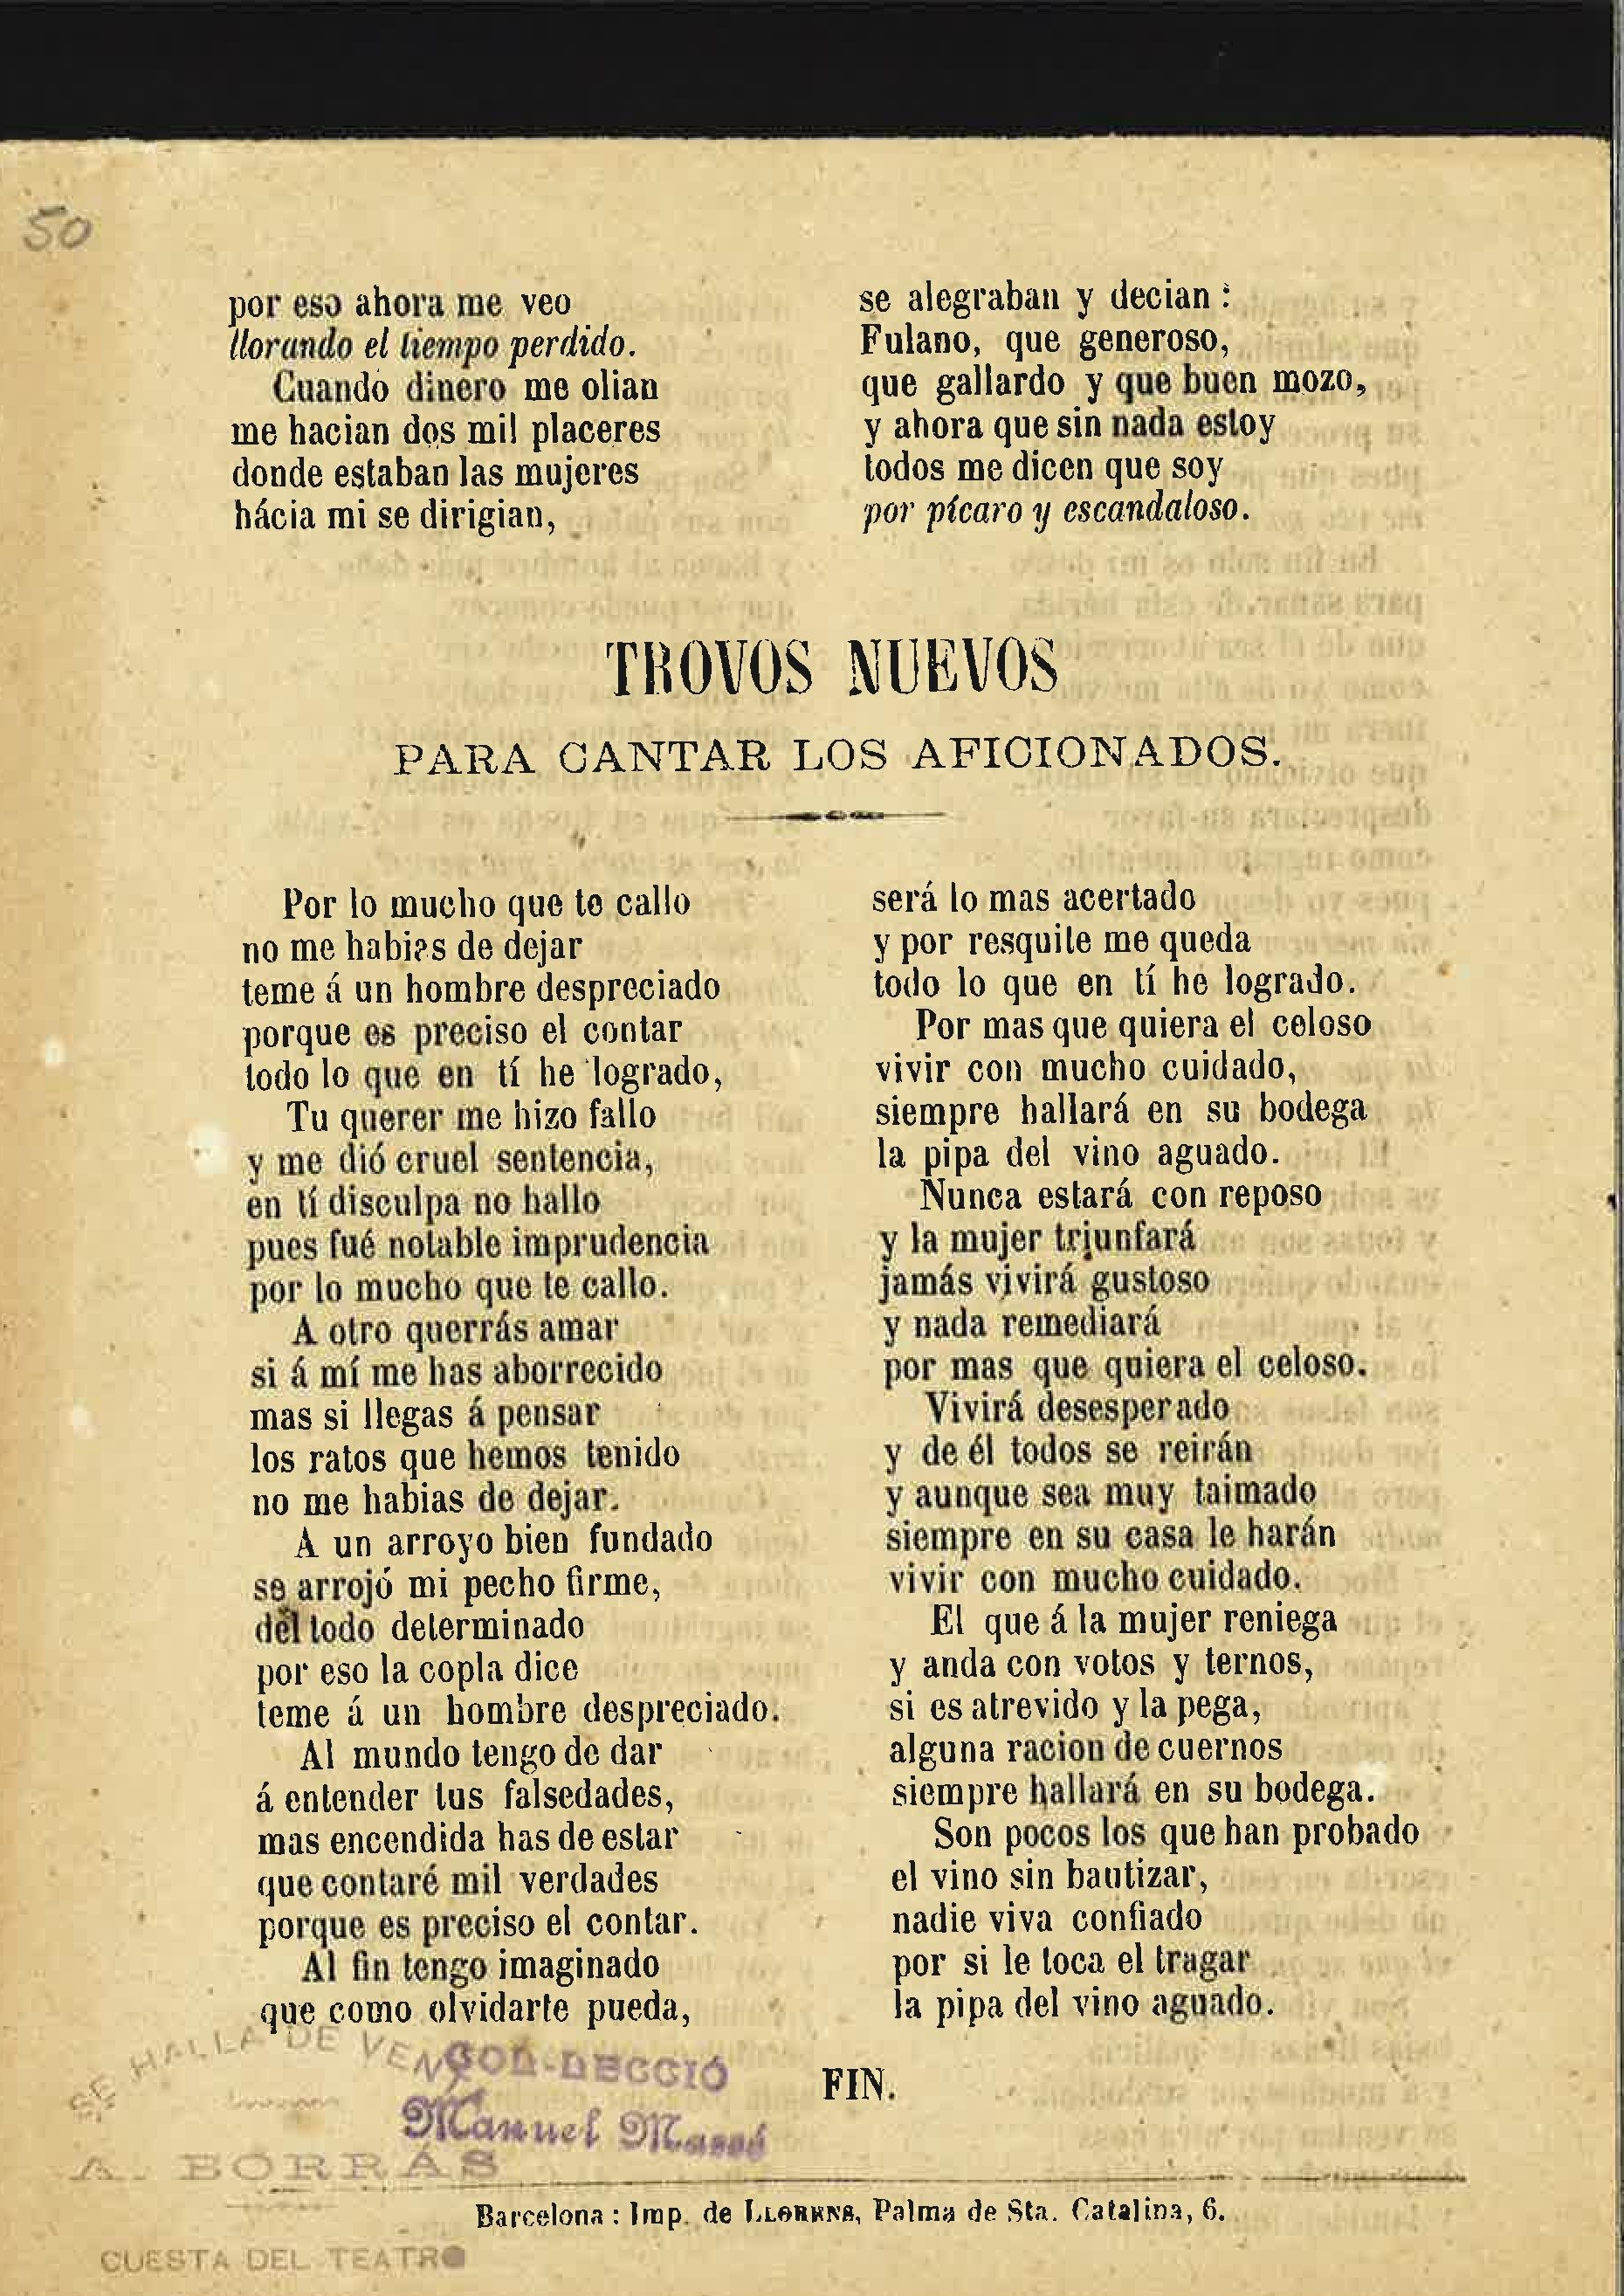 50
por eso ahora me veo
llorando el tiempo perdido.
Cuando dinero me olian
me hacian dos mil placeres
donde estaban las mujeres
hácia mi se dirigian,
se alegraban y decian :
Fulano, que generoso,
que gallardo y que buen mozo,
y ahora que sin nada estoy
todos me dicen que soy
por pícaro y escandaloso.
TROVOS NUEVOS
PARA CANTAR LOS AFICIONADOS.
Por lo mucho que te callo
no me habias de dejar
teme á un hombre despreciado
porque es preciso el contar
todo lo que en tí he logrado,
Tu querer me hizo fallo
y me dió cruel sentencia,
en tí disculpa no hallo
pues fué notable imprudencia
por lo mucho que te callo.
A otro querrás amar
si á mí me has aborrecido
mas si llegas á pensar
los ratos que hemos tenido
no me habias de dejar.
A un arroyo bien fundado
se arrojó mi pecho firme,
del todo determinado
por eso la copla dice
teme á un hombre despreciado.
Al mundo tengo de dar
á entender tus falsedades,
mas encendida has de estar
que contaré mil verdades
porque es preciso el contar.
Al fin tengo imaginado
que como olvidarte pueda,
será lo mas acertado
y por resquite me queda
todo lo que en tí he logrado.
Por mas que quiera el celoso
vivir con mucho cuidado,
siempre hallará en su bodega
la pipa del vino aguado.
Nunca estará con reposo
y la mujer triunfará
jamás vivirá gustoso
y nada remediará
por mas que quiera el celoso.
Vivirá desesperado
y de él todos se reirán
y aunque sea muy taimado
siempre en su casa le harán
vivir con mucho cuidado.
El que á la mujer reniega
y anda con votos y ternos,
si es atrevido y la pega,
alguna racion de cuernos
siempre hallará en su bodega.
Son pocos los que han probado
el vino sin bautizar,
nadie viva confiado
por si le toca el tragar
la pipa del vino aguado.
FIN.
SE HALLA DE VEN
COL·LECCIÓ
Manuel Massó
A. BORRÁS
Barcelona : Imp. de LLORENS, Palma de Sta. Catalina, 6.
CUESTA DEL TEATRO